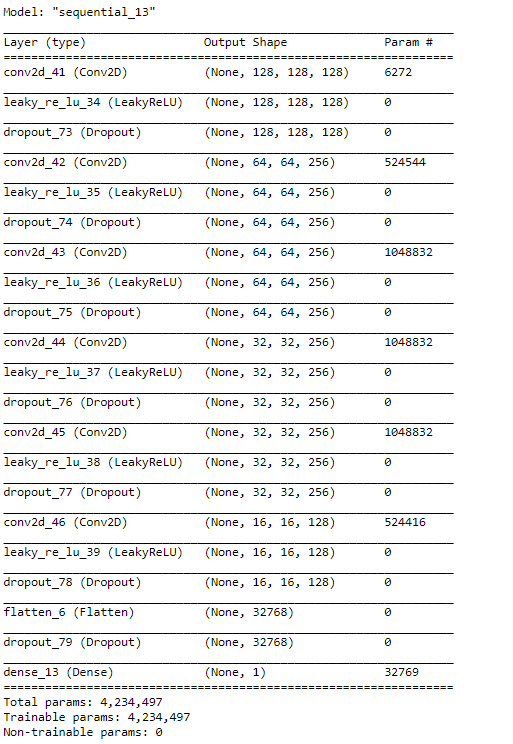 Model: "sequential_13"
_________________________________________________________________
Layer (type)                 Output Shape              Param #
=================================================================
conv2d_41 (Conv2D)           (None, 128, 128, 128)     6272
_________________________________________________________________
leaky_re_lu_34 (LeakyReLU)   (None, 128, 128, 128)     0
_________________________________________________________________
dropout_73 (Dropout)         (None, 128, 128, 128)     0
_________________________________________________________________
conv2d_42 (Conv2D)           (None, 64, 64, 256)       524544
_________________________________________________________________
leaky_re_lu_35 (LeakyReLU)   (None, 64, 64, 256)       0
_________________________________________________________________
dropout_74 (Dropout)         (None, 64, 64, 256)       0
_________________________________________________________________
conv2d_43 (Conv2D)           (None, 64, 64, 256)       1048832
_________________________________________________________________
leaky_re_lu_36 (LeakyReLU)   (None, 64, 64, 256)       0
_________________________________________________________________
dropout_75 (Dropout)         (None, 64, 64, 256)       0
_________________________________________________________________
conv2d_44 (Conv2D)           (None, 32, 32, 256)       1048832
_________________________________________________________________
leaky_re_lu_37 (LeakyReLU)   (None, 32, 32, 256)       0
_________________________________________________________________
dropout_76 (Dropout)         (None, 32, 32, 256)       0
_________________________________________________________________
conv2d_45 (Conv2D)           (None, 32, 32, 256)       1048832
_________________________________________________________________
leaky_re_lu_38 (LeakyReLU)   (None, 32, 32, 256)       0
_________________________________________________________________
dropout_77 (Dropout)         (None, 32, 32, 256)       0
_________________________________________________________________
conv2d_46 (Conv2D)           (None, 16, 16, 128)       524416
_________________________________________________________________
leaky_re_lu_39 (LeakyReLU)   (None, 16, 16, 128)       0
_________________________________________________________________
dropout_78 (Dropout)         (None, 16, 16, 128)       0
_________________________________________________________________
flatten_6 (Flatten)          (None, 32768)             0
_________________________________________________________________
dropout_79 (Dropout)         (None, 32768)             0
_________________________________________________________________
dense_13 (Dense)             (None, 1)                 32769
=================================================================
Total params: 4,234,497
Trainable params: 4,234,497
Non-trainable params: 0